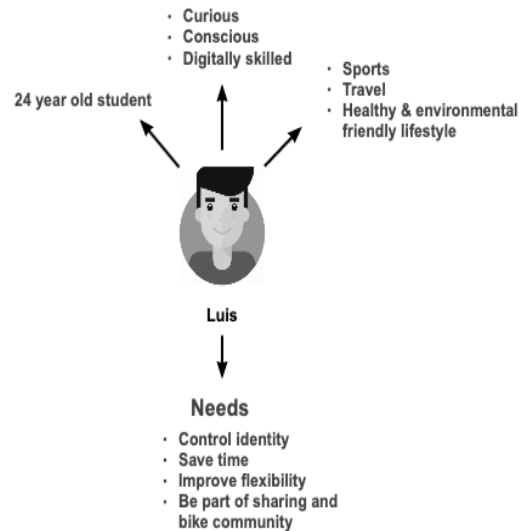 · Curious
· Conscious
· Digitally skilled
24 year old student
· Sports
· Travel
· Healthy & environmental
friendly lifestyle
Luis
Needs
· Control identity
· Save time
· Improve flexibility
· Be part of sharing and
bike community